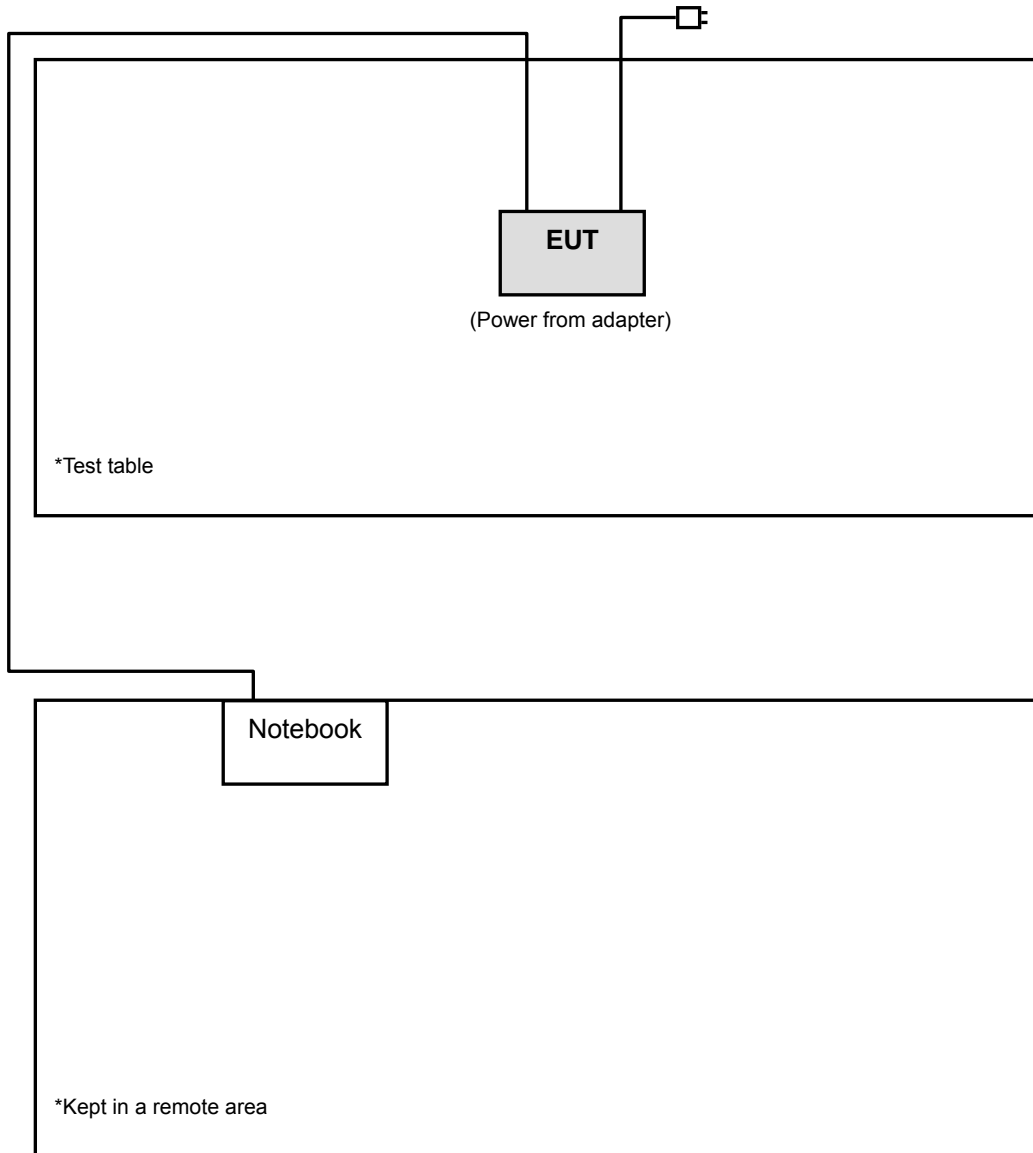 EUT
(Power from adapter)
*Test table
Notebook
*Kept in a remote area